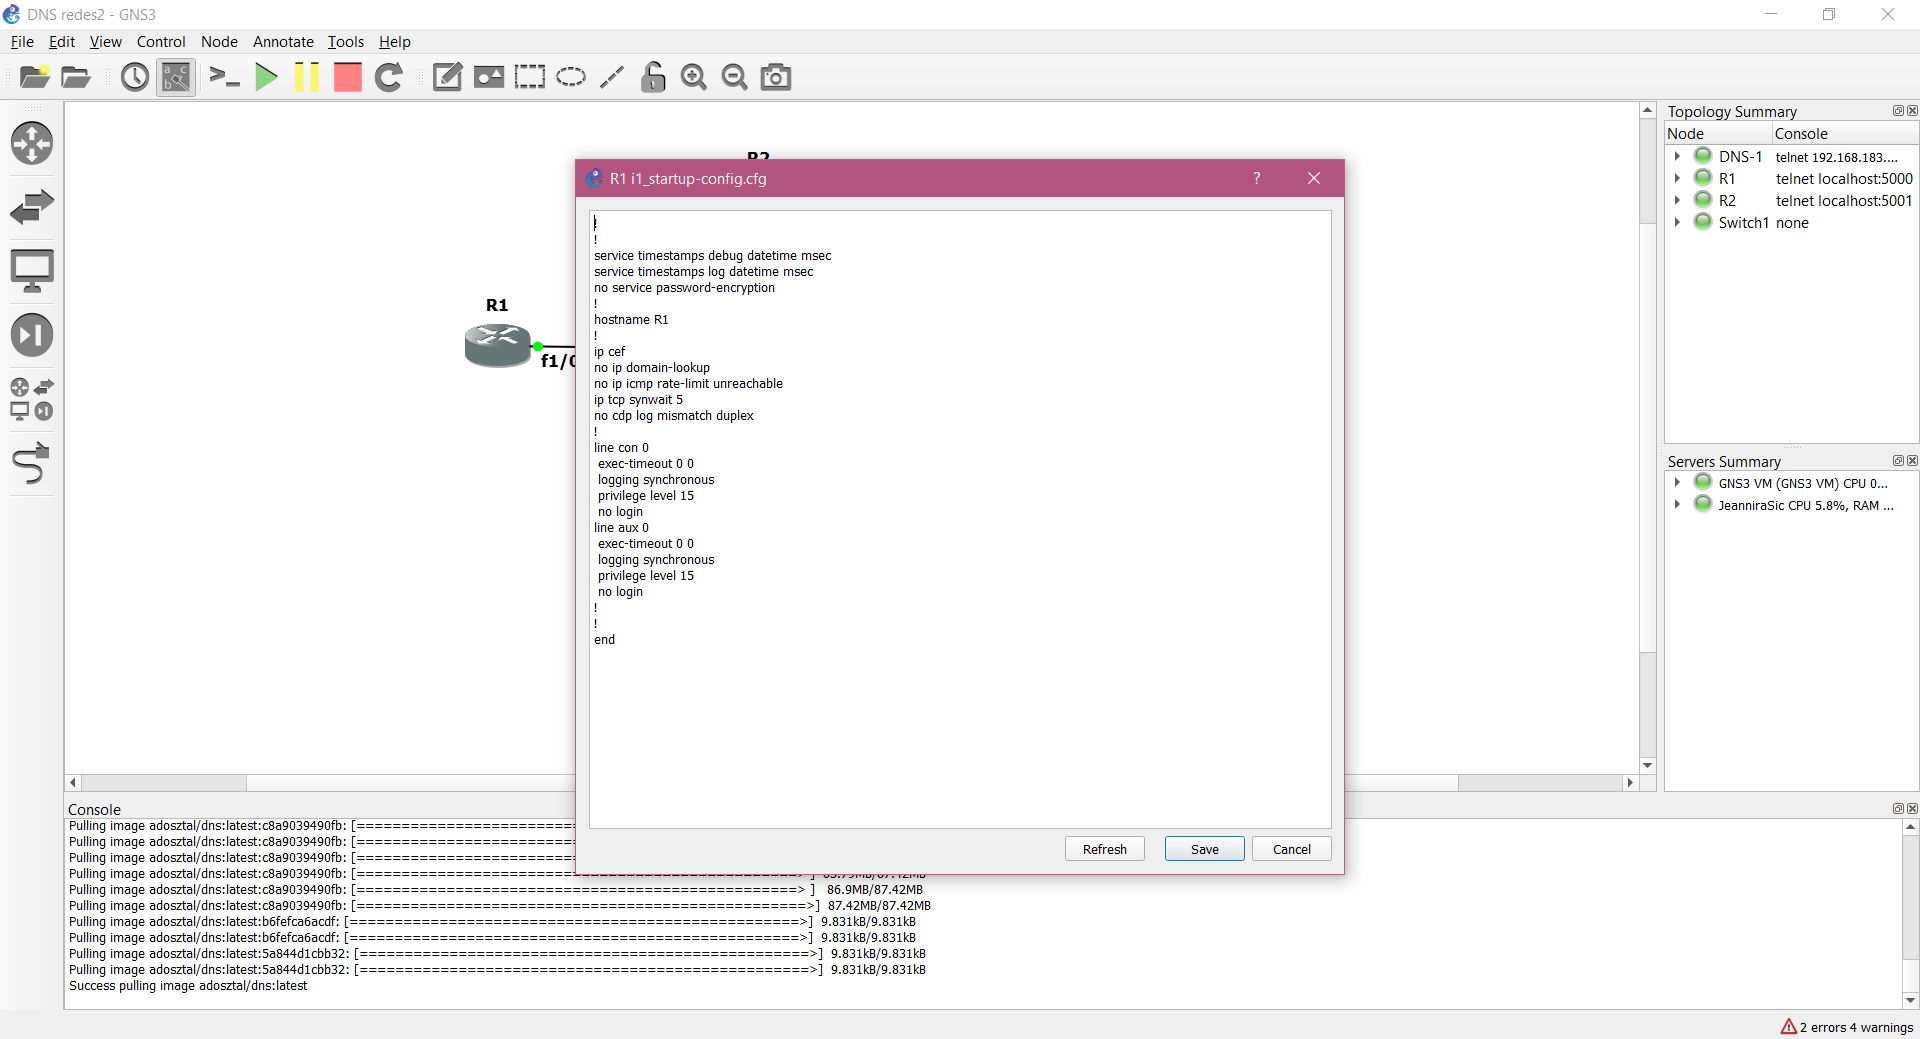 DNS redes2 - GNS3
File Edit View Control Node Annotate Tools Help
Topology Summary
Node Console
DNS-1 telnet 192.168.183....
R1 telnet localhost:5000
R2 telnet localhost:5001
Switch1 none
Servers Summary
GNS3 VM (GNS3 VM) CPU 0...
JeanniraSic CPU 5.8%, RAM ...
R2
R1
f1/0
R1 i1_startup-config.cfg
!
!
service timestamps debug datetime msec
service timestamps log datetime msec
no service password-encryption
!
hostname R1
!
ip cef
no ip domain-lookup
no ip icmp rate-limit unreachable
ip tcp synwait 5
no cdp log mismatch duplex
!
line con 0
exec-timeout 0 0
logging synchronous
privilege level 15
no login
line aux 0
exec-timeout 0 0
logging synchronous
privilege level 15
no login
!
!
end
Refresh Save Cancel
Console
Pulling image adosztal/dns:latest:c8a9039490fb: [========================
Pulling image adosztal/dns:latest:c8a9039490fb: [========================
Pulling image adosztal/dns:latest:c8a9039490fb: [========================
Pulling image adosztal/dns:latest:c8a9039490fb: [=================================================> ] 85.79MB/87.42MB
Pulling image adosztal/dns:latest:c8a9039490fb: [=================================================> ] 86.9MB/87.42MB
Pulling image adosztal/dns:latest:c8a9039490fb: [==================================================>] 87.42MB/87.42MB
Pulling image adosztal/dns:latest:b6fefca6acdf: [==================================================>] 9.831kB/9.831kB
Pulling image adosztal/dns:latest:b6fefca6acdf: [==================================================>] 9.831kB/9.831kB
Pulling image adosztal/dns:latest:5a844d1cbb32: [==================================================>] 9.831kB/9.831kB
Pulling image adosztal/dns:latest:5a844d1cbb32: [==================================================>] 9.831kB/9.831kB
Success pulling image adosztal/dns:latest
2 errors 4 warnings